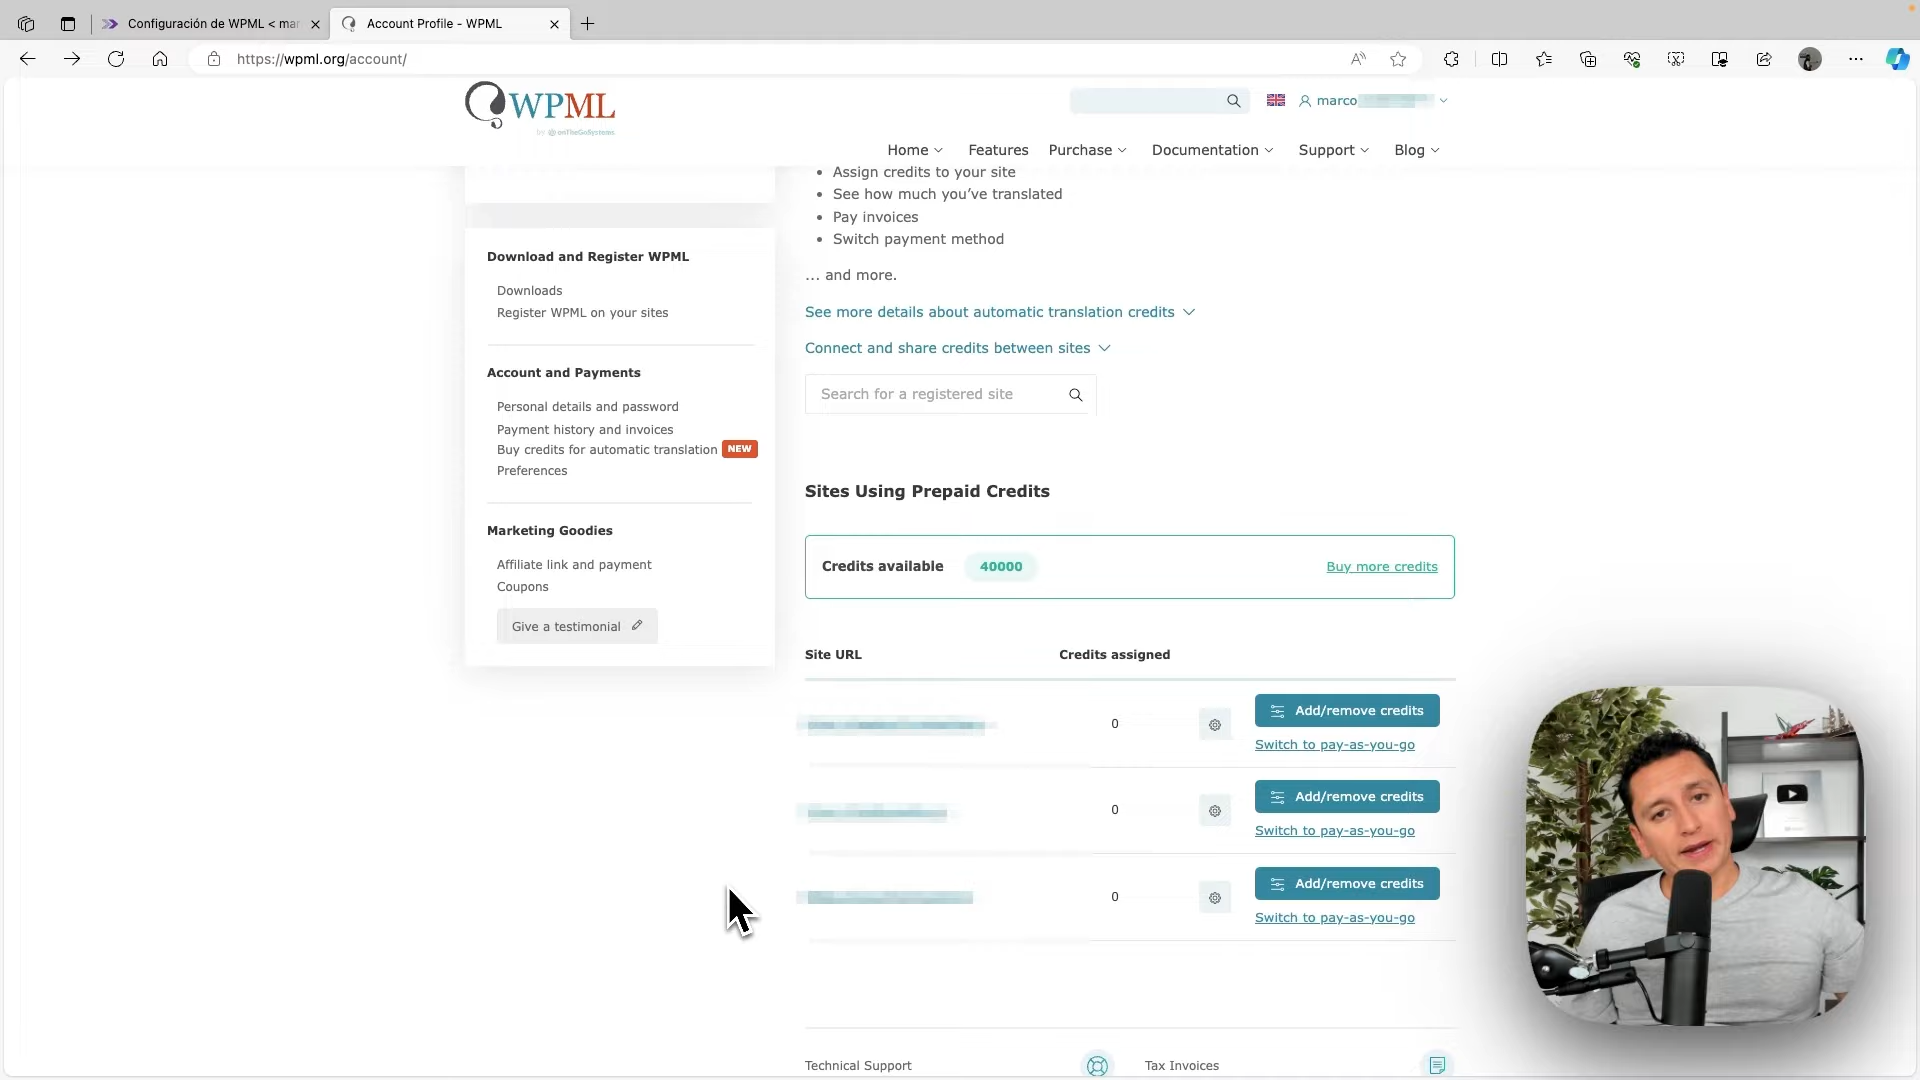 Configuración de WPML < mar
Account Profile - WPML
https://wpml.org/account/
WPML
by OnTheGoSystems
marco
Home
Features
Purchase
Documentation
Support
Blog
Assign credits to your site
See how much you've translated
Pay invoices
Switch payment method
... and more.
See more details about automatic translation credits
Connect and share credits between sites
Search for a registered site
Download and Register WPML
Downloads
Register WPML on your sites
Account and Payments
Personal details and password
Payment history and invoices
Buy credits for automatic translation NEW
Preferences
Marketing Goodies
Affiliate link and payment
Coupons
Give a testimonial
Sites Using Prepaid Credits
Credits available 40000 Buy more credits
Site URL Credits assigned
0 Add/remove credits
Switch to pay-as-you-go
0 Add/remove credits
Switch to pay-as-you-go
0 Add/remove credits
Switch to pay-as-you-go
Technical Support
Tax Invoices